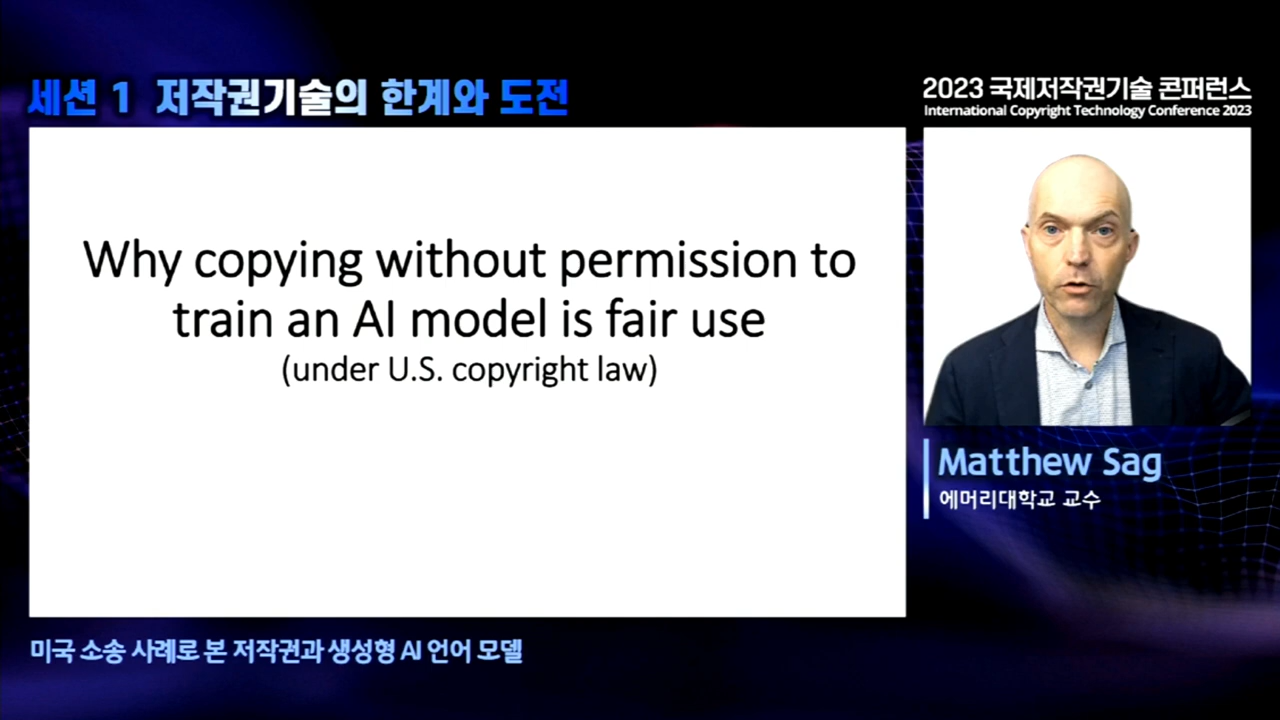 세션 1 저작권기술의 한계와 도전
2023 국제저작권기술 콘퍼런스
International Copyright Technology Conference 2023
Why copying without permission to
train an AI model is fair use
(under U.S. copyright law)
Matthew Sag
에머리대학교 교수
미국 소송 사례로 본 저작권과 생성형 AI 언어 모델